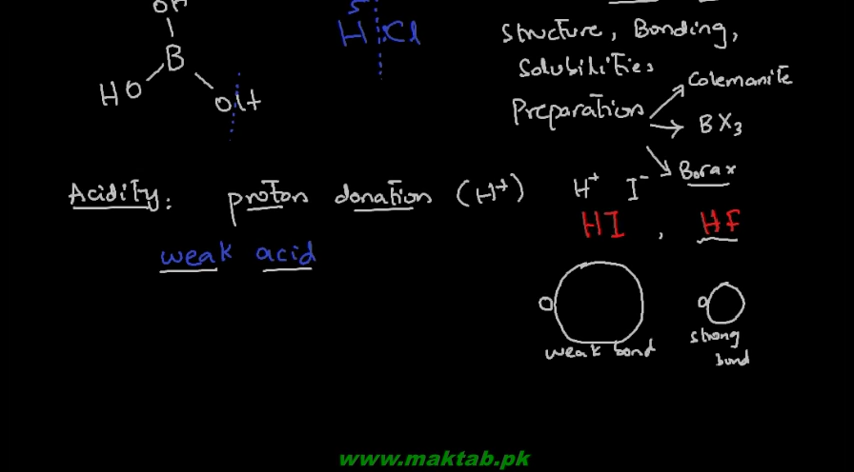 OH
B
HO
OH
δ
H : Cl
Structure, Bonding,
Solubilities
Preparation
Colemanite
BX3
Borax
Acidity: proton donation (H+)
weak acid
H+ I-
HI , HF
weak bond
strong
bond
www.maktab.pk